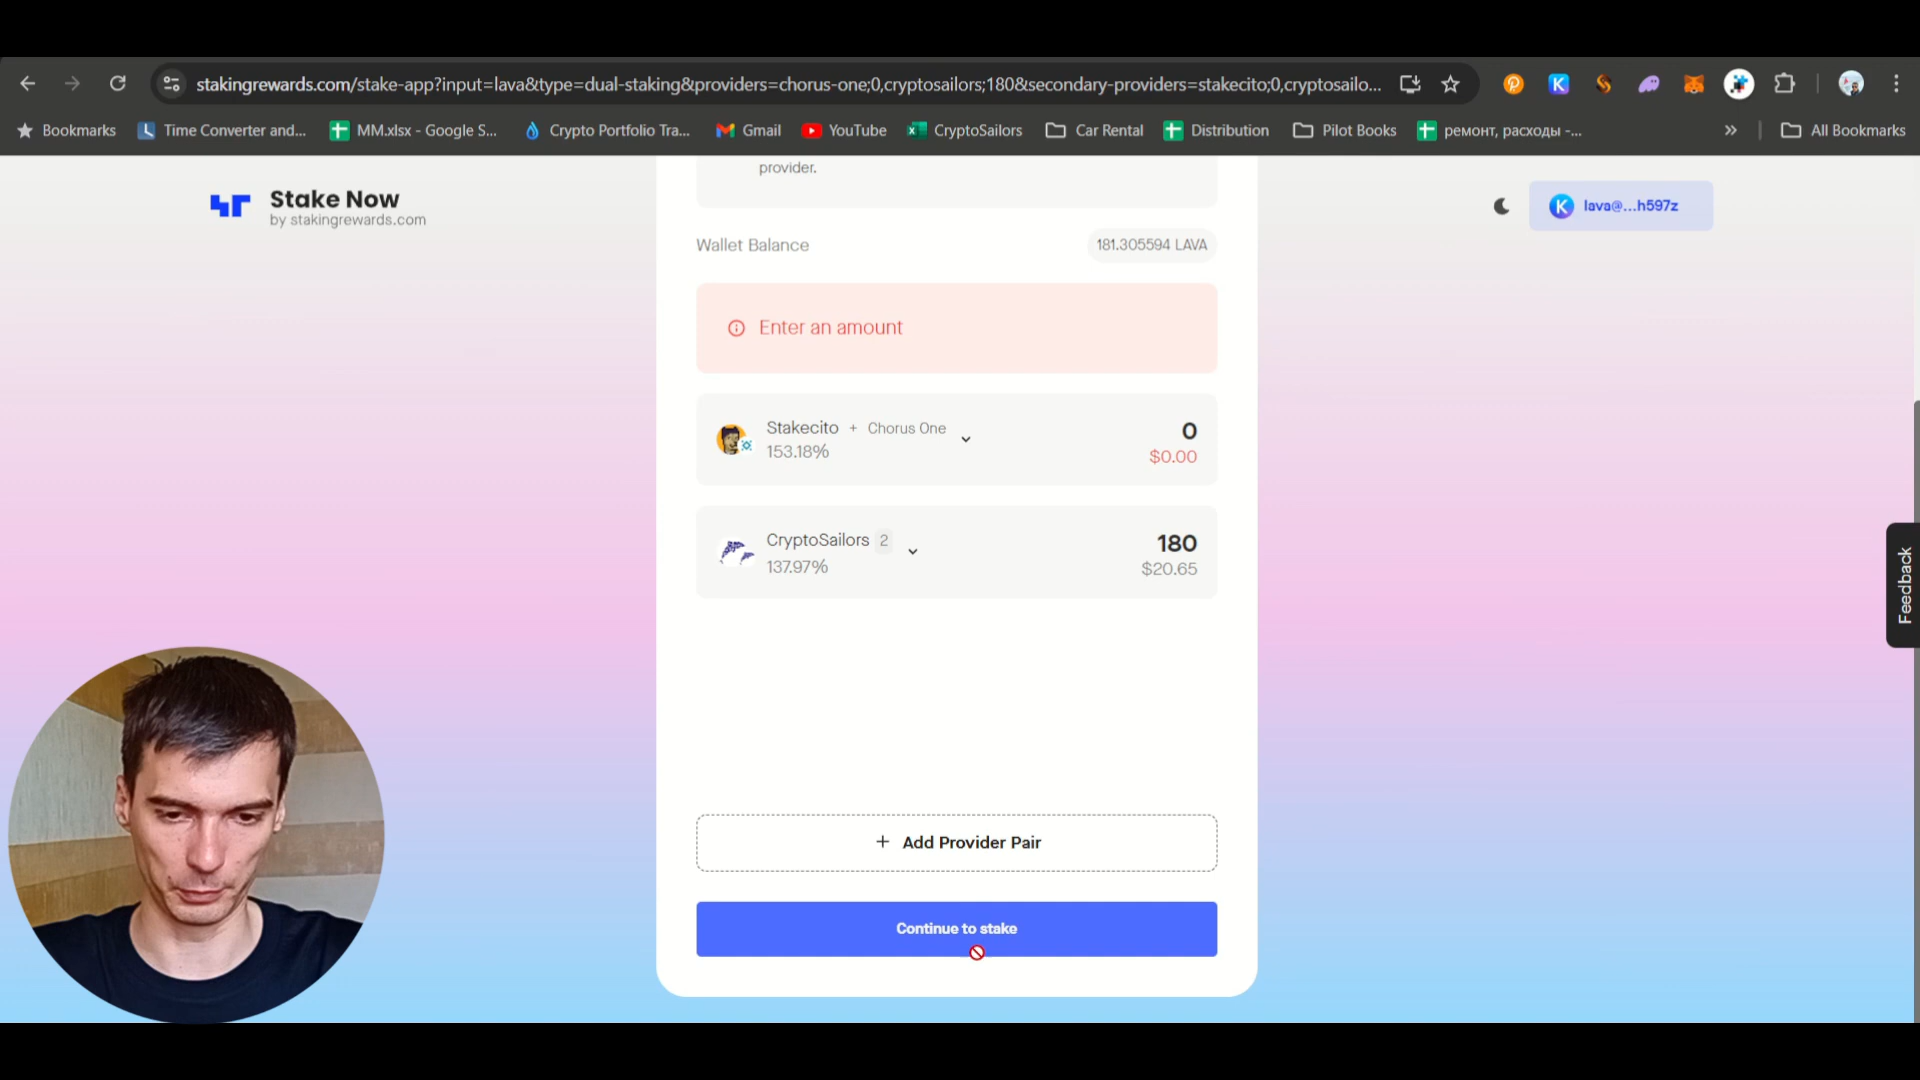 stakingrewards.com/stake-app?input=lava&type=dual-staking&providers=chorus-one;0,cryptosailors;180&secondary-providers=stakecito;0,cryptosailo...
Bookmarks
Time Converter and...
MM.xlsx - Google S...
Crypto Portfolio Tra...
Gmail
YouTube
CryptoSailors
Car Rental
Distribution
Pilot Books
ремонт, расходы -...
All Bookmarks
provider.
Stake Now
by stakingrewards.com
lava@...h597z
Wallet Balance
181.305594 LAVA
Enter an amount
Stakecito + Chorus One
0
153.18%
$0.00
CryptoSailors 2
180
137.97%
$20.65
Feedback
+ Add Provider Pair
Continue to stake